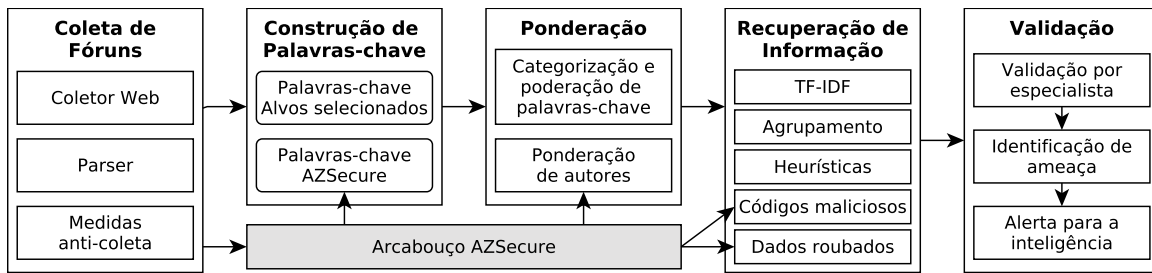 Coleta de
Fóruns
Coletor Web
Parser
Medidas
anti-coleta
Construção de
Palavras-chave
Palavras-chave
Alvos selecionados
Palavras-chave
AZSecure
Ponderação
Categorização e
poderação de
palavras-chave
Ponderação
de autores
Arcabouço AZSecure
Recuperação de
Informação
TF-IDF
Agrupamento
Heurísticas
Códigos maliciosos
Dados roubados
Validação
Validação por
especialista
Identificação de
ameaça
Alerta para a
inteligência